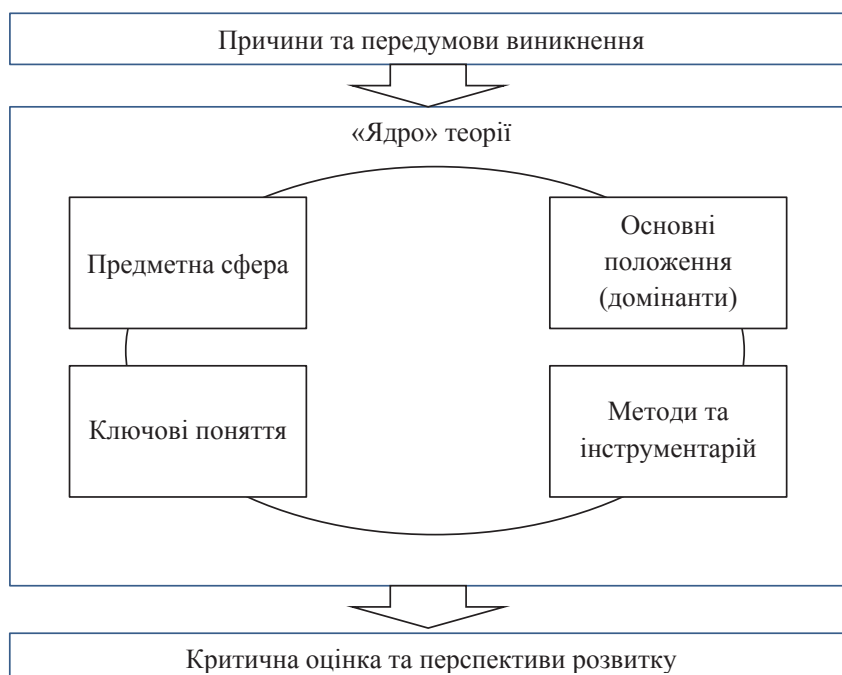 Причини та передумови виникнення
«Ядро» теорії
Предметна сфера
Основні
положення
(домінанти)
Ключові поняття
Методи та
інструментарій
Критична оцінка та перспективи розвитку